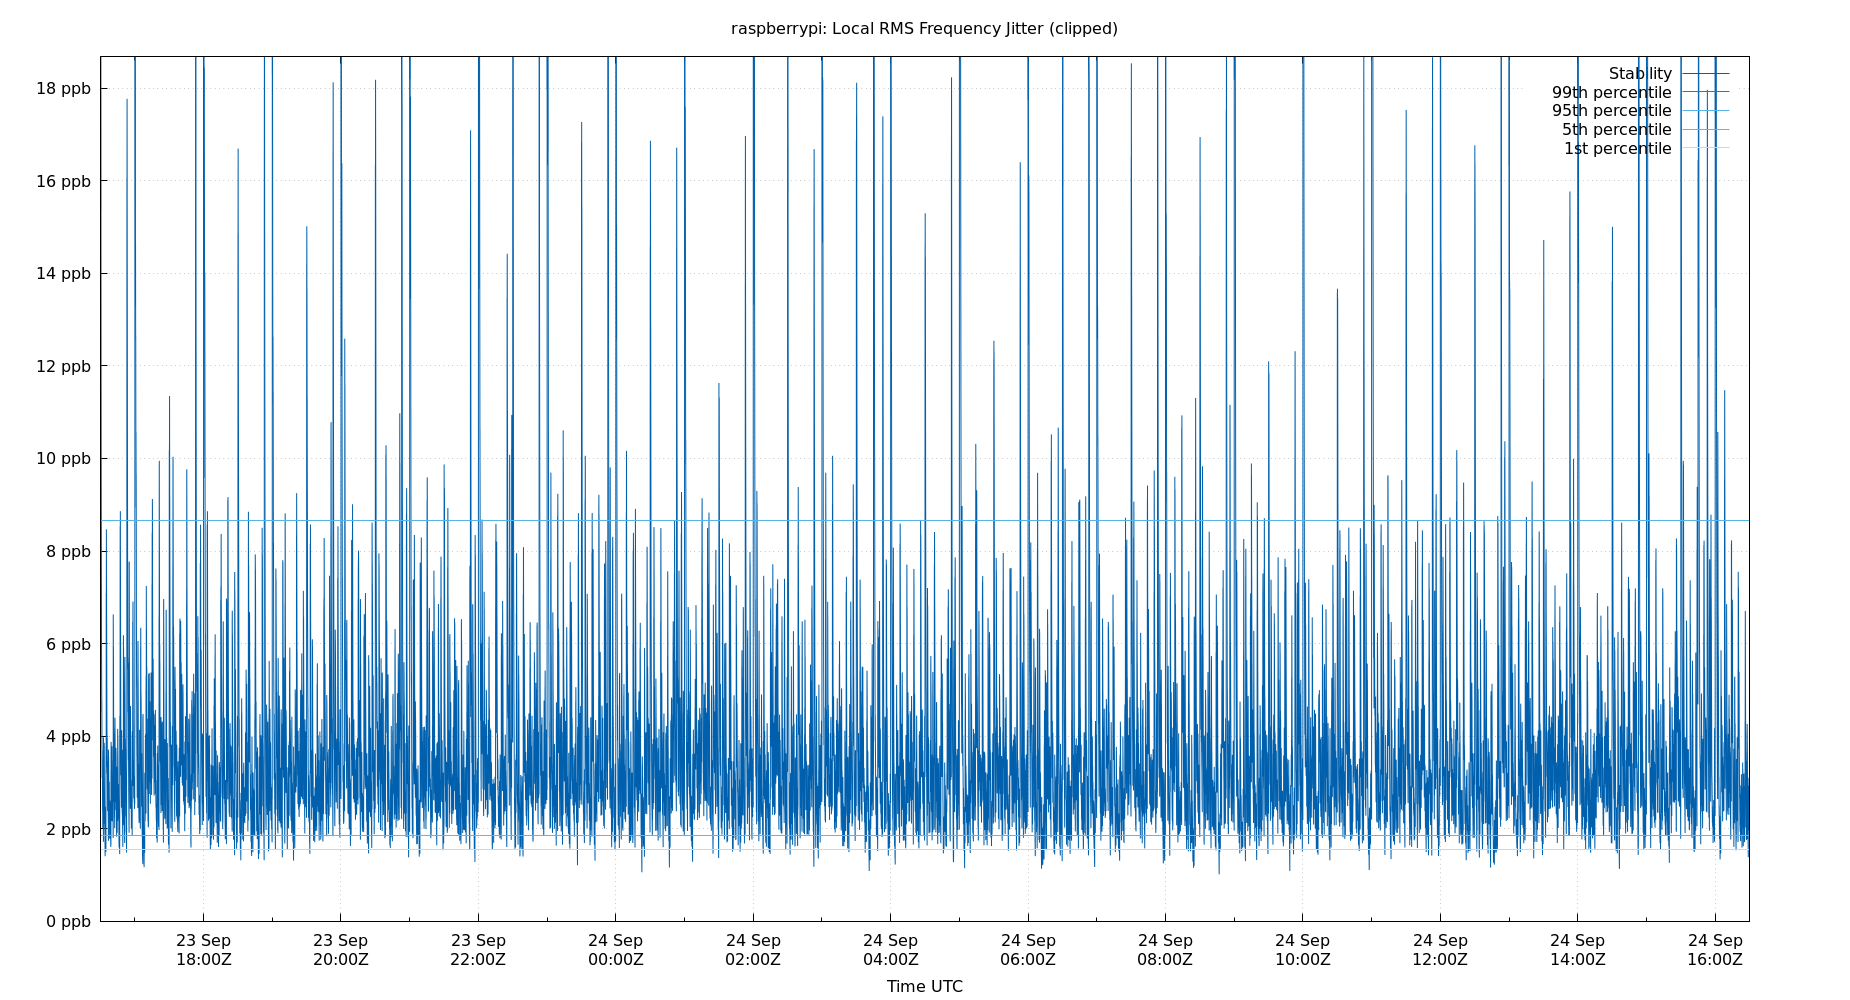 raspberrypi: Local RMS Frequency Jitter (clipped)
Stability
99th percentile
95th percentile
5th percentile
1st percentile
18 ppb
16 ppb
14 ppb
12 ppb
10 ppb
8 ppb
6 ppb
4 ppb
2 ppb
0 ppb
23 Sep 23 Sep 23 Sep 24 Sep 24 Sep 24 Sep 24 Sep 24 Sep 24 Sep 24 Sep 24 Sep 24 Sep
18:00Z 20:00Z 22:00Z 00:00Z 02:00Z 04:00Z 06:00Z 08:00Z 10:00Z 12:00Z 14:00Z 16:00Z
Time UTC